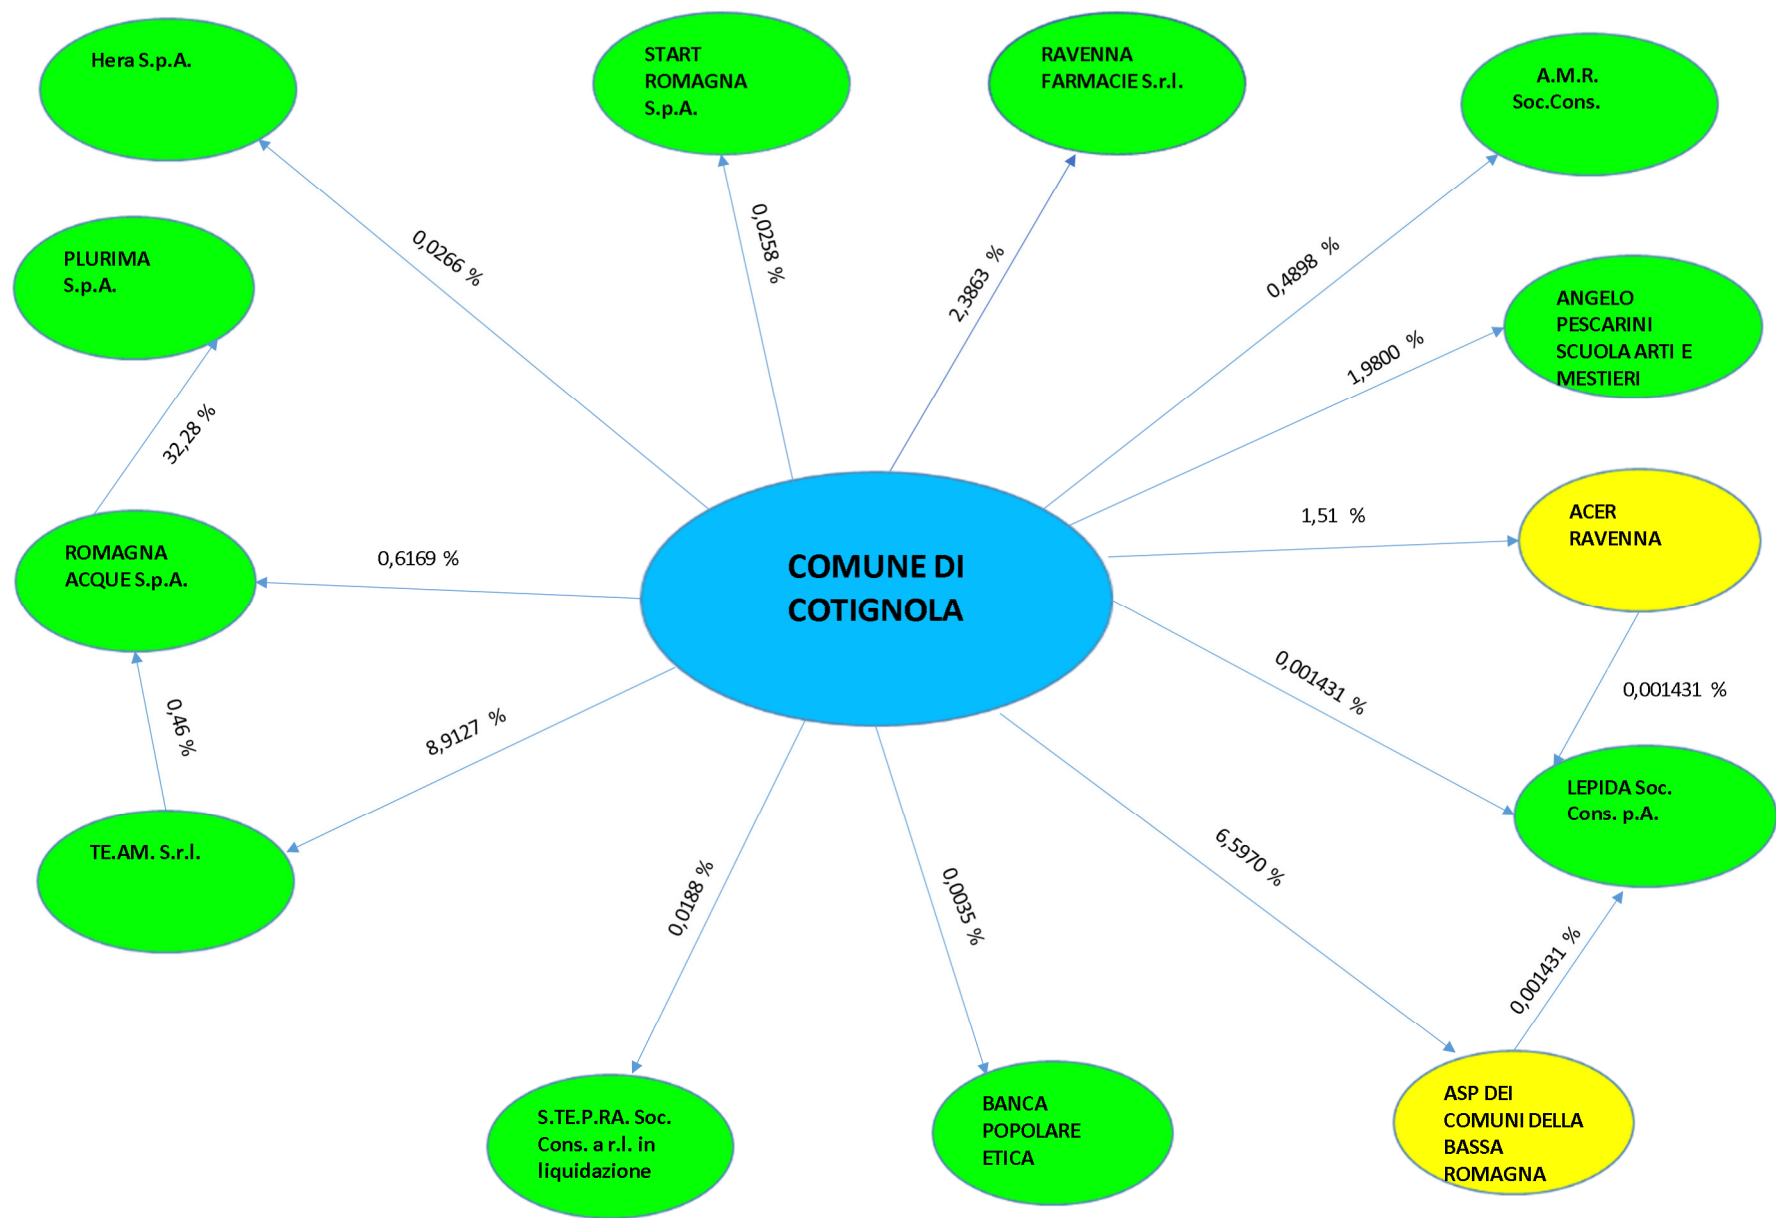 Hera S.p.A.
START
ROMAGNA
S.p.A.
RAVENNA
FARMACIE S.r.l.
A.M.R.
Soc.Cons.
PLURIMA
S.p.A.
0,0266 %
0,0258 %
2,3863 %
0,4898 %
ANGELO
PESCARINI
SCUOLA ARTI E
MESTIERI
1,9800 %
32,28 %
ROMAGNA
ACQUE S.p.A.
0,6169 %
COMUNE DI
COTIGNOLA
1,51 %
ACER
RAVENNA
0,001431 %
0,001431 %
0,46 %
8,9127 %
LEPIDA Soc.
Cons. p.A.
TE.AM. S.r.l.
0,0188 %
0,0035 %
6,5970 %
0,001431 %
S.TE.P.RA. Soc.
Cons. a r.l. in
liquidazione
BANCA
POPOLARE
ETICA
ASP DEI
COMUNI DELLA
BASSA
ROMAGNA